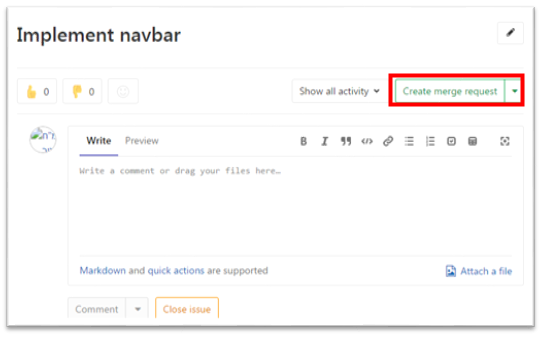 Implement navbar
0 0 Show all activity Create merge request
Write Preview B I
Write a comment or drag your files here…
Markdown and quick actions are supported Attach a file
Comment Close issue